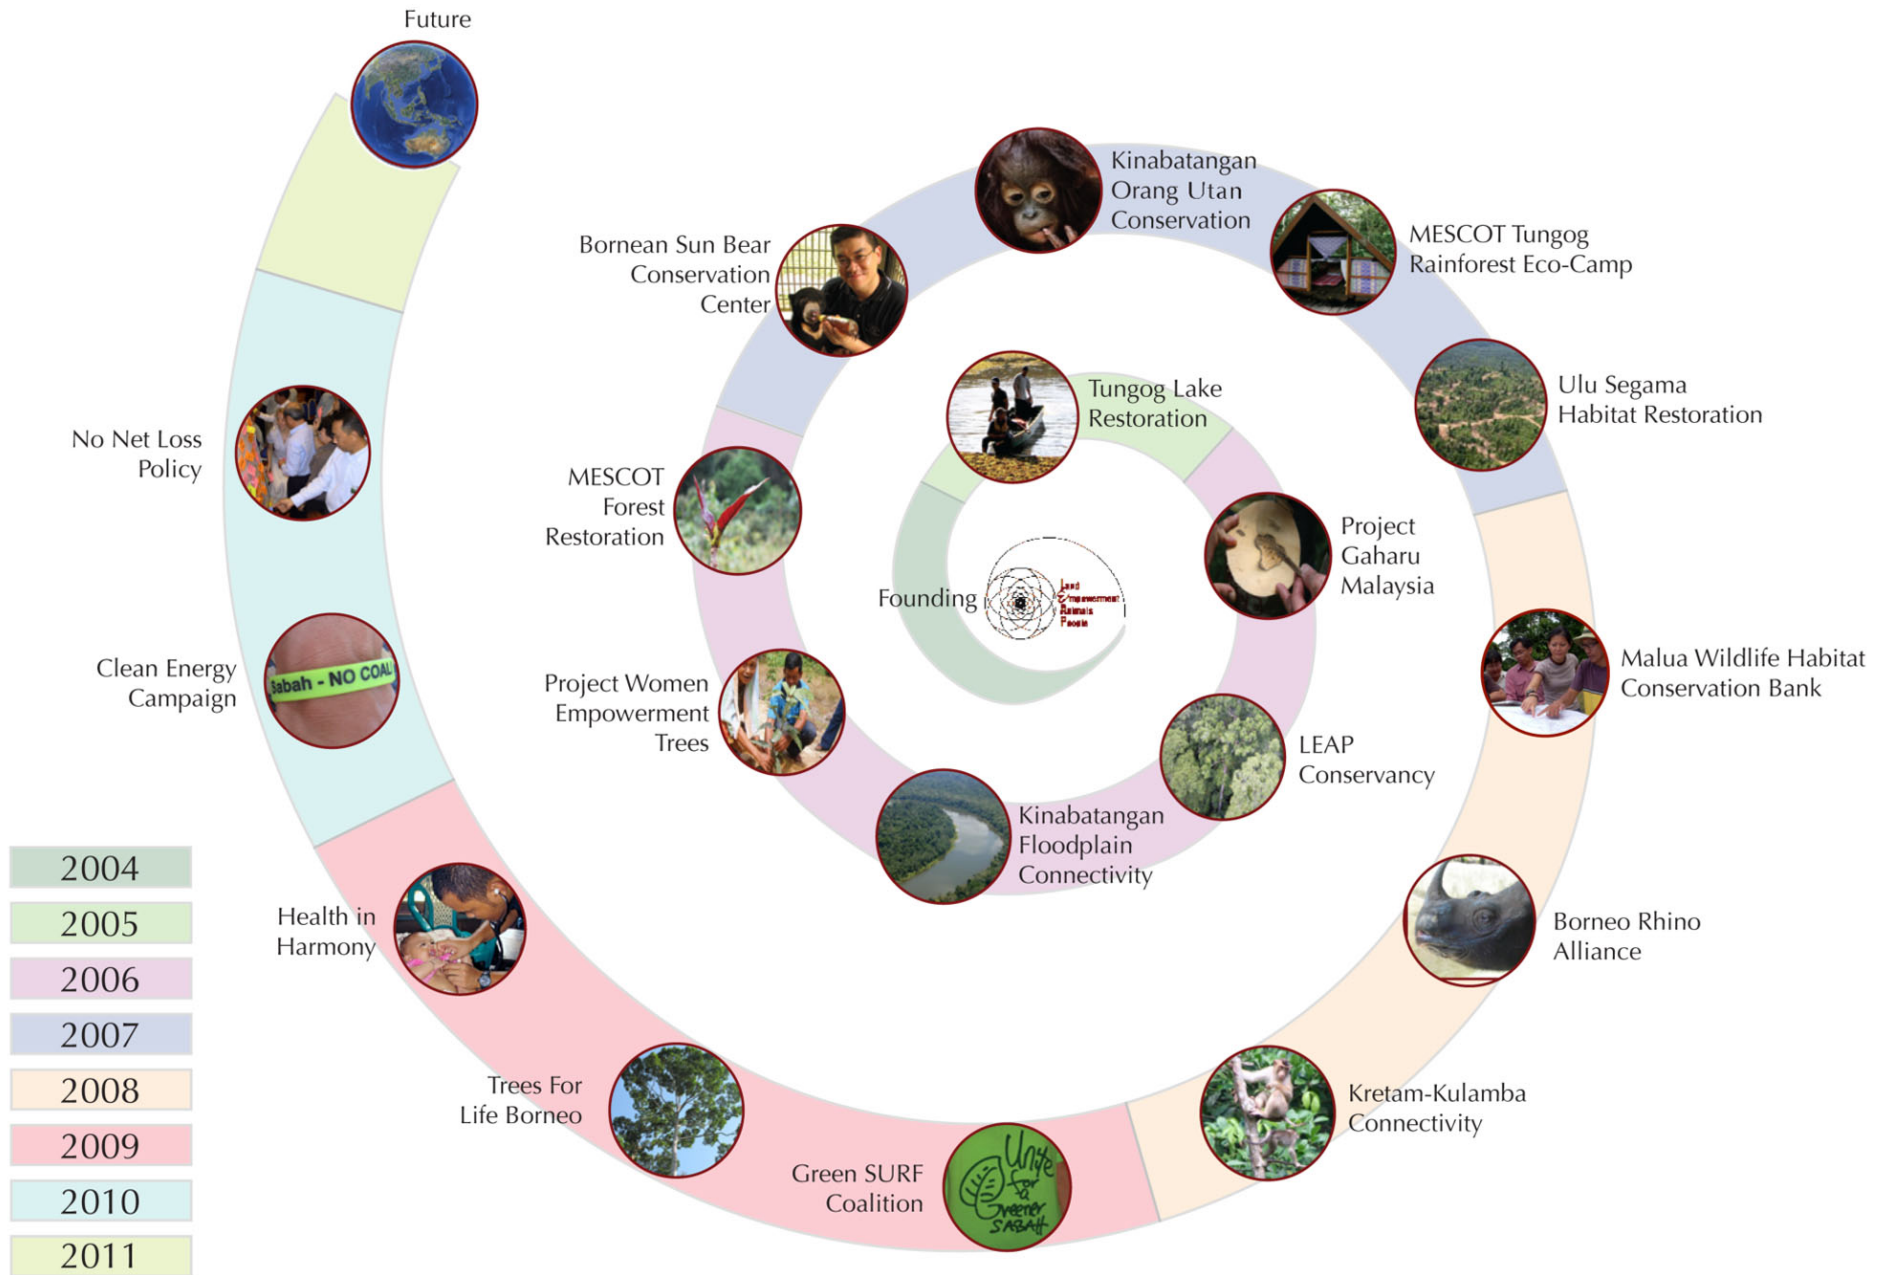 Future
Kinabatangan
Orang Utan
Conservation
MESCOT Tungog
Rainforest Eco-Camp
Bornean Sun Bear
Conservation
Center
Ulu Segama
Habitat Restoration
Tungog Lake
Restoration
No Net Loss
Policy
MESCOT
Forest
Restoration
Project
Gaharu
Malaysia
Founding
Land
Empowerment
Animals
People
Malua Wildlife Habitat
Conservation Bank
Clean Energy
Campaign
Sabah - NO COAL
Project Women
Empowerment
Trees
LEAP
Conservancy
Kinabatangan
Floodplain
Connectivity
Borneo Rhino
Alliance
Health in
Harmony
Kretam-Kulamba
Connectivity
Trees For
Life Borneo
Green SURF
Coalition
Unite
for
a
Greener
SABAH
2004
2005
2006
2007
2008
2009
2010
2011